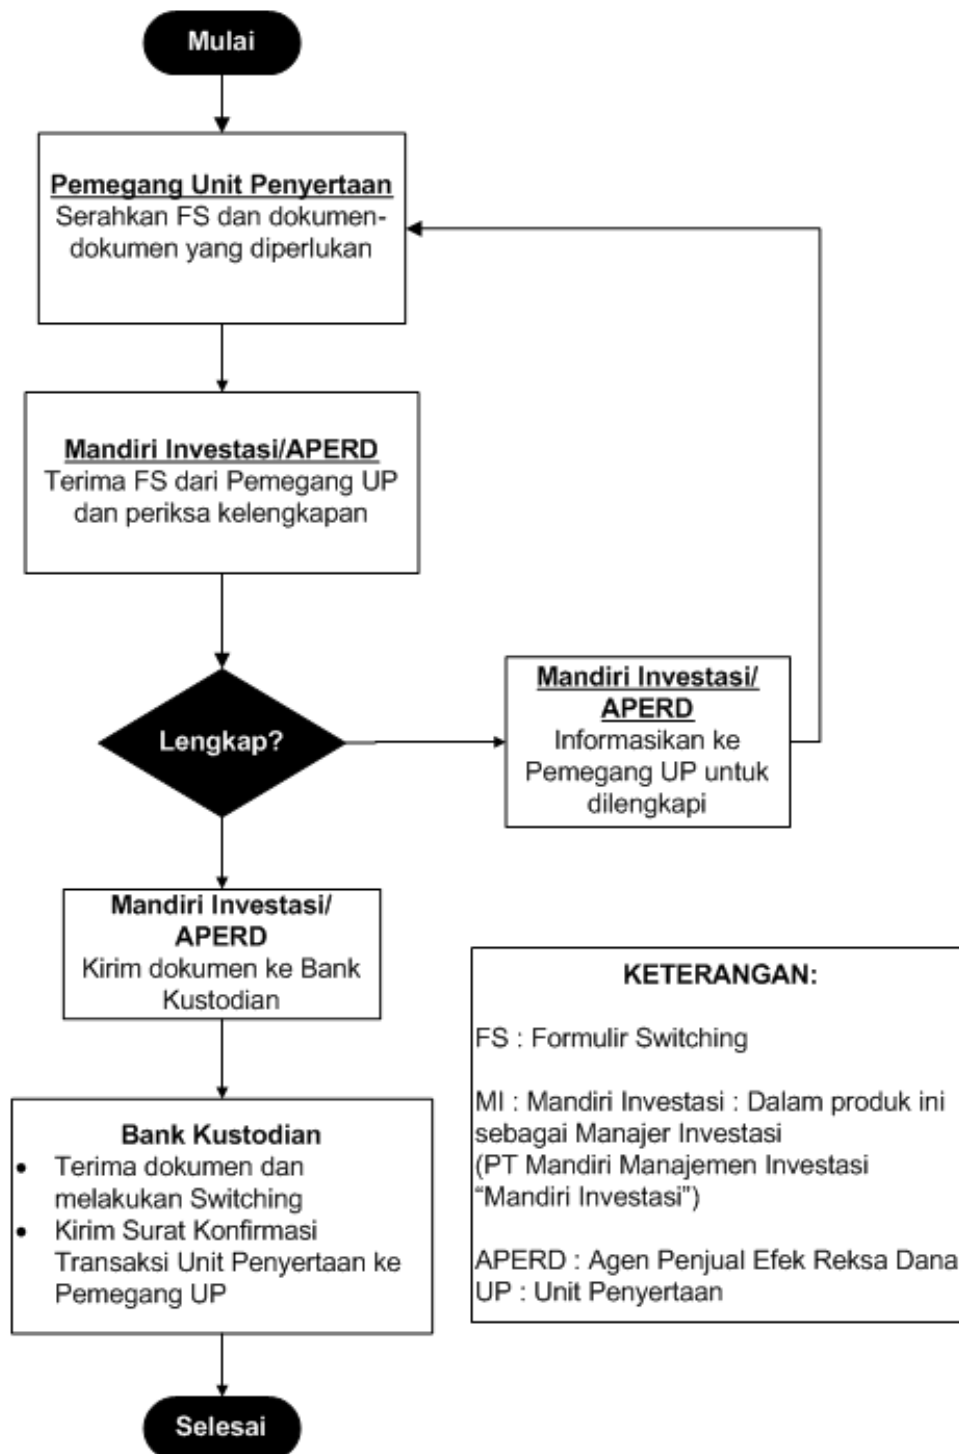 Mulai
Pemegang Unit Penyertaan
Serahkan FS dan dokumen-
dokumen yang diperlukan
Mandiri Investasi/APERD
Terima FS dari Pemegang UP
dan periksa kelengkapan
Lengkap?
Mandiri Investasi/
APERD
Informasikan ke
Pemegang UP untuk
dilengkapi
Mandiri Investasi/
APERD
Kirim dokumen ke Bank
Kustodian
Bank Kustodian
• Terima dokumen dan
melakukan Switching
• Kirim Surat Konfirmasi
Transaksi Unit Penyertaan ke
Pemegang UP
Selesai
KETERANGAN:
FS : Formulir Switching
MI : Mandiri Investasi : Dalam produk ini
sebagai Manajer Investasi
(PT Mandiri Manajemen Investasi
“Mandiri Investasi”)
APERD : Agen Penjual Efek Reksa Dana
UP : Unit Penyertaan